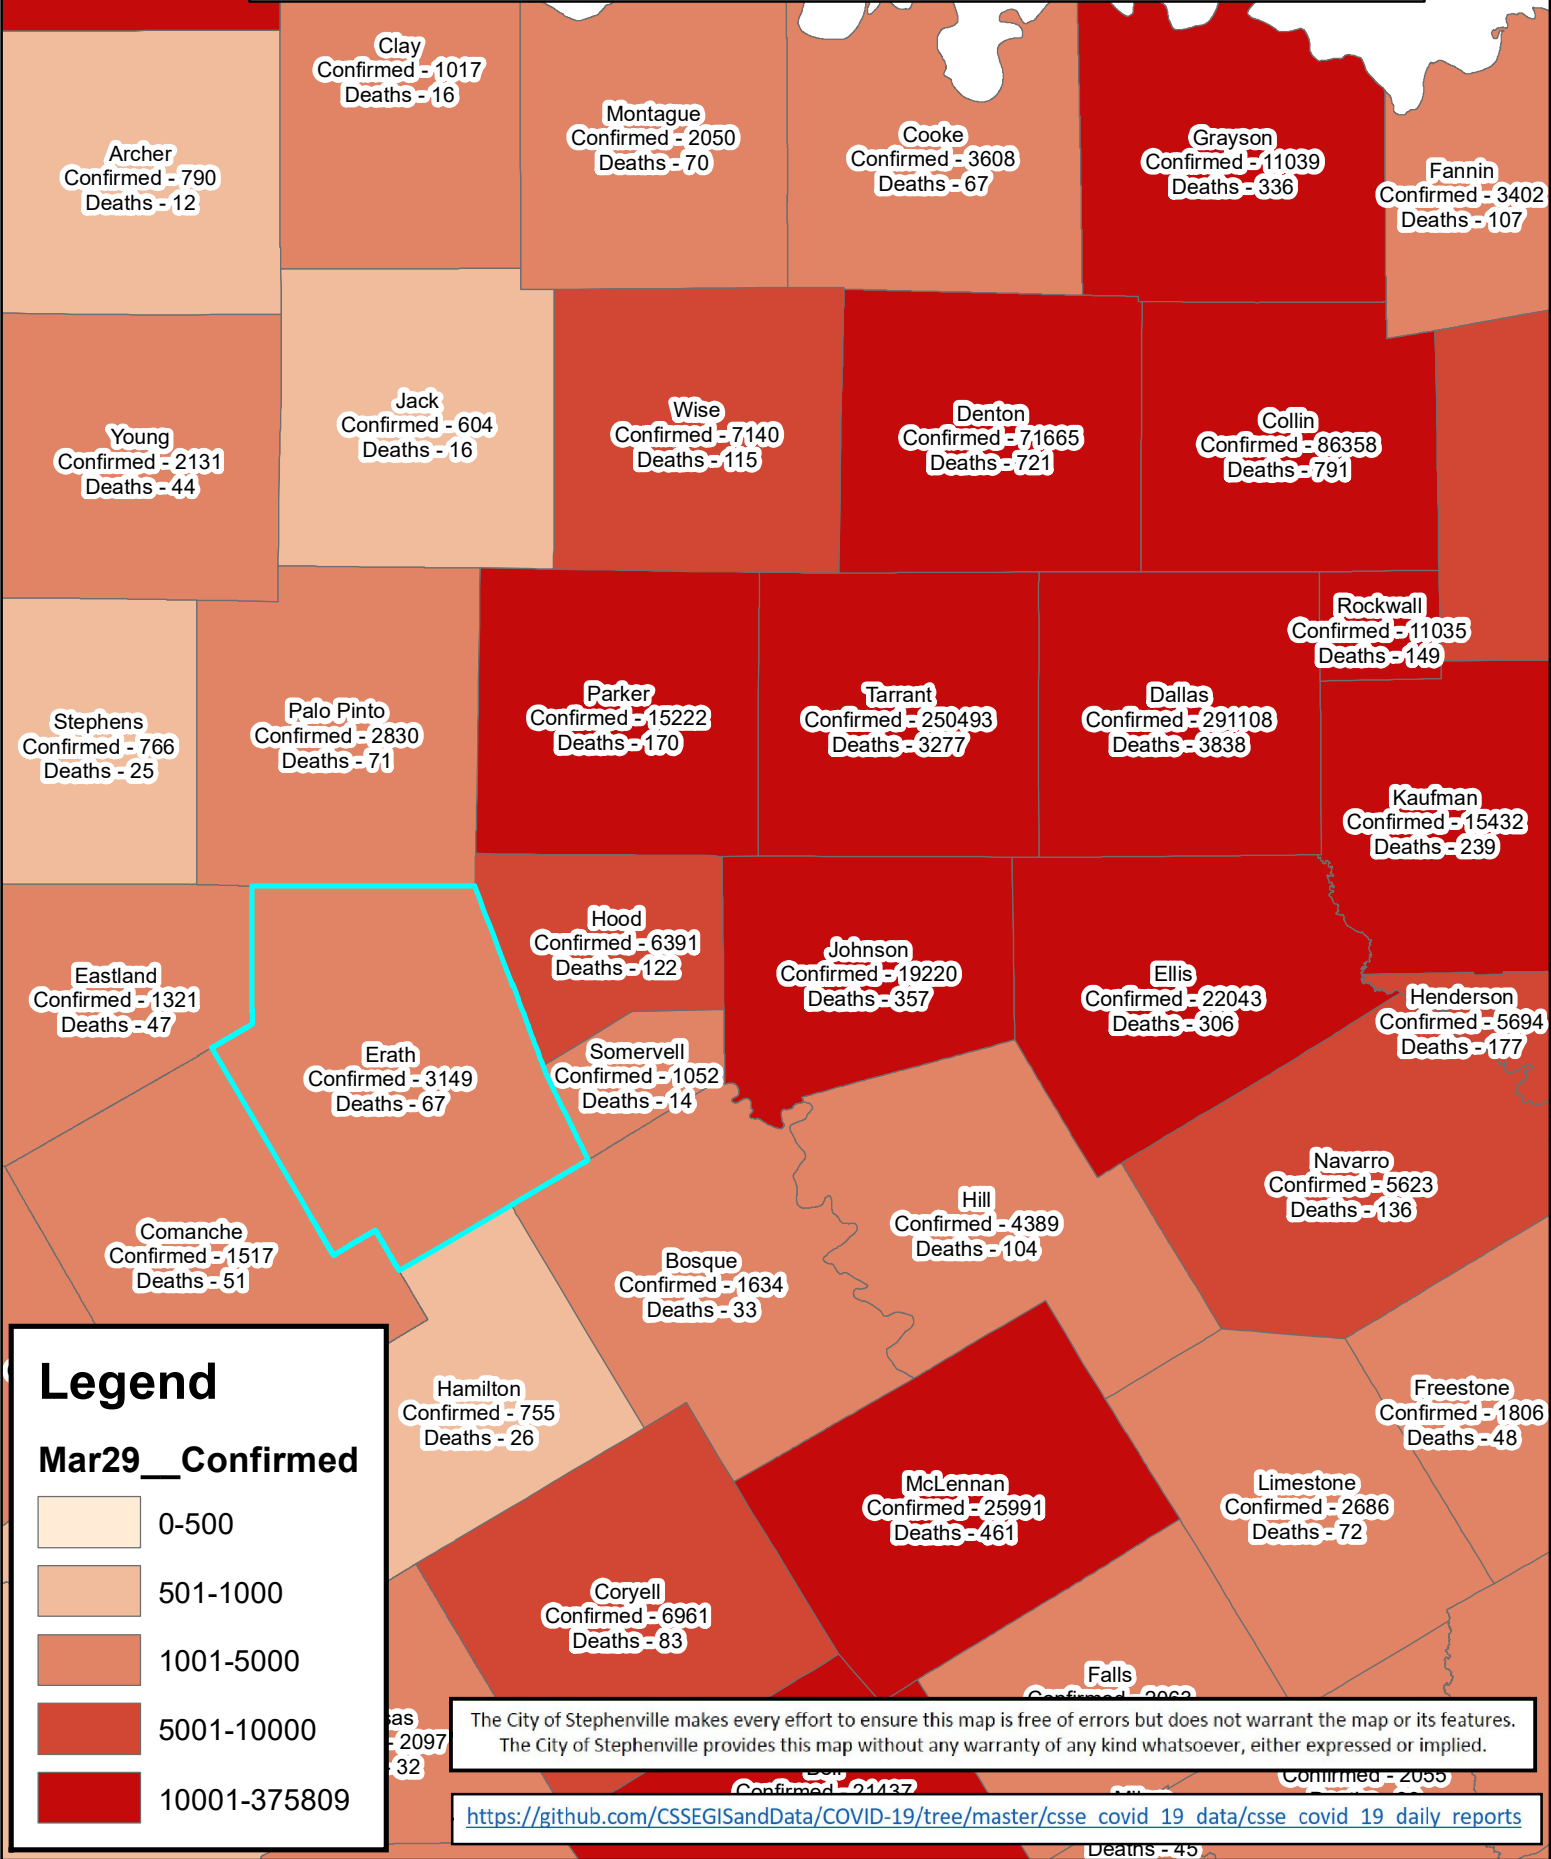 Clay
Confirmed - 1017
Deaths - 16
Montague
Confirmed - 2050
Deaths - 70
Cooke
Confirmed - 3608
Deaths - 67
Grayson
Confirmed - 11039
Deaths - 336
Archer
Confirmed - 790
Deaths - 12
Fannin
Confirmed - 3402
Deaths - 107
Jack
Confirmed - 604
Deaths - 16
Wise
Confirmed - 7140
Deaths - 115
Denton
Confirmed - 71665
Deaths - 721
Collin
Confirmed - 86358
Deaths - 791
Young
Confirmed - 2131
Deaths - 44
Rockwall
Confirmed - 11035
Deaths - 149
Stephens
Confirmed - 766
Deaths - 25
Palo Pinto
Confirmed - 2830
Deaths - 71
Parker
Confirmed - 15222
Deaths - 170
Tarrant
Confirmed - 250493
Deaths - 3277
Dallas
Confirmed - 291108
Deaths - 3838
Kaufman
Confirmed - 15432
Deaths - 239
Hood
Confirmed - 6391
Deaths - 122
Johnson
Confirmed - 19220
Deaths - 357
Ellis
Confirmed - 22043
Deaths - 306
Eastland
Confirmed - 1321
Deaths - 47
Henderson
Confirmed - 5694
Deaths - 177
Erath
Confirmed - 3149
Deaths - 67
Somervell
Confirmed - 1052
Deaths - 14
Navarro
Confirmed - 5623
Deaths - 136
Hill
Confirmed - 4389
Deaths - 104
Comanche
Confirmed - 1517
Deaths - 51
Bosque
Confirmed - 1634
Deaths - 33
Hamilton
Confirmed - 755
Deaths - 26
Freestone
Confirmed - 1806
Deaths - 48
McLennan
Confirmed - 25991
Deaths - 461
Limestone
Confirmed - 2686
Deaths - 72
Coryell
Confirmed - 6961
Deaths - 83
Falls
Legend
Mar29__Confirmed
0-500
501-1000
1001-5000
5001-10000
10001-375809
sas
- 2097
- 32
The City of Stephenville makes every effort to ensure this map is free of errors but does not warrant the map or its features.
The City of Stephenville provides this map without any warranty of any kind whatsoever, either expressed or implied.
Confirmed - 21437
Confirmed - 2055
https://github.com/CSSEGISandData/COVID-19/tree/master/csse_covid_19_data/csse_covid_19_daily_reports
Deaths - 45